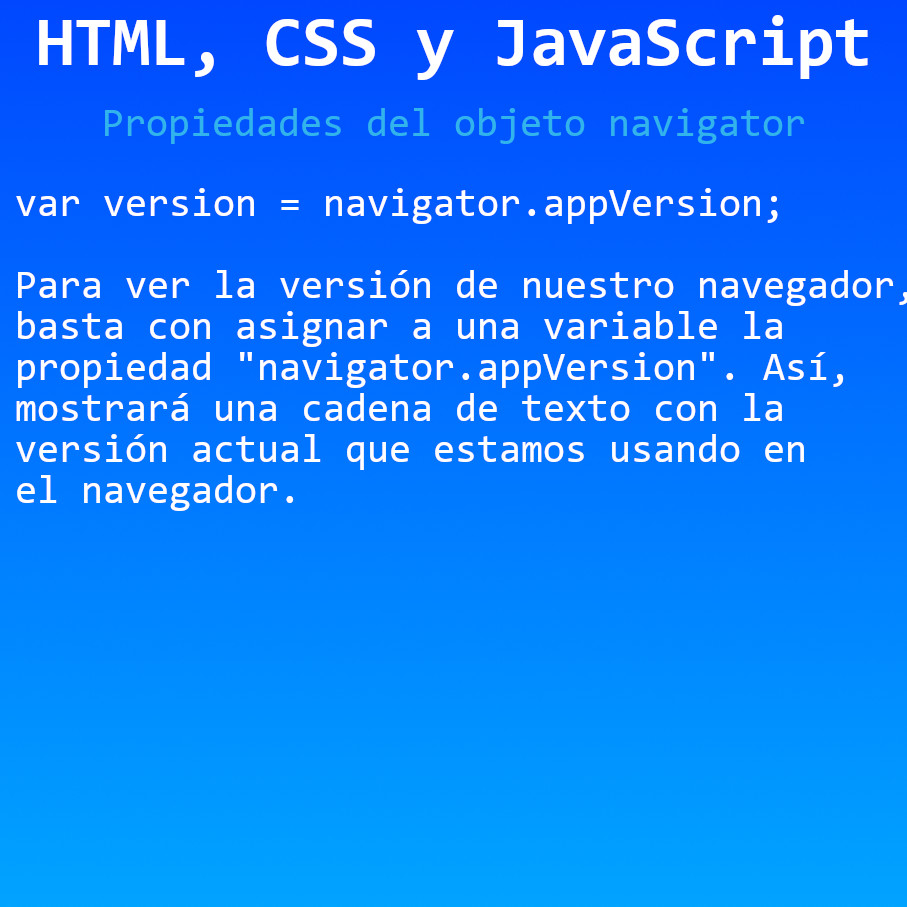 HTML, CSS y JavaScript
Propiedades del objeto navigator
var version = navigator.appVersion;
Para ver la versión de nuestro navegador,
basta con asignar a una variable la
propiedad "navigator.appVersion". Así,
mostrará una cadena de texto con la
versión actual que estamos usando en
el navegador.